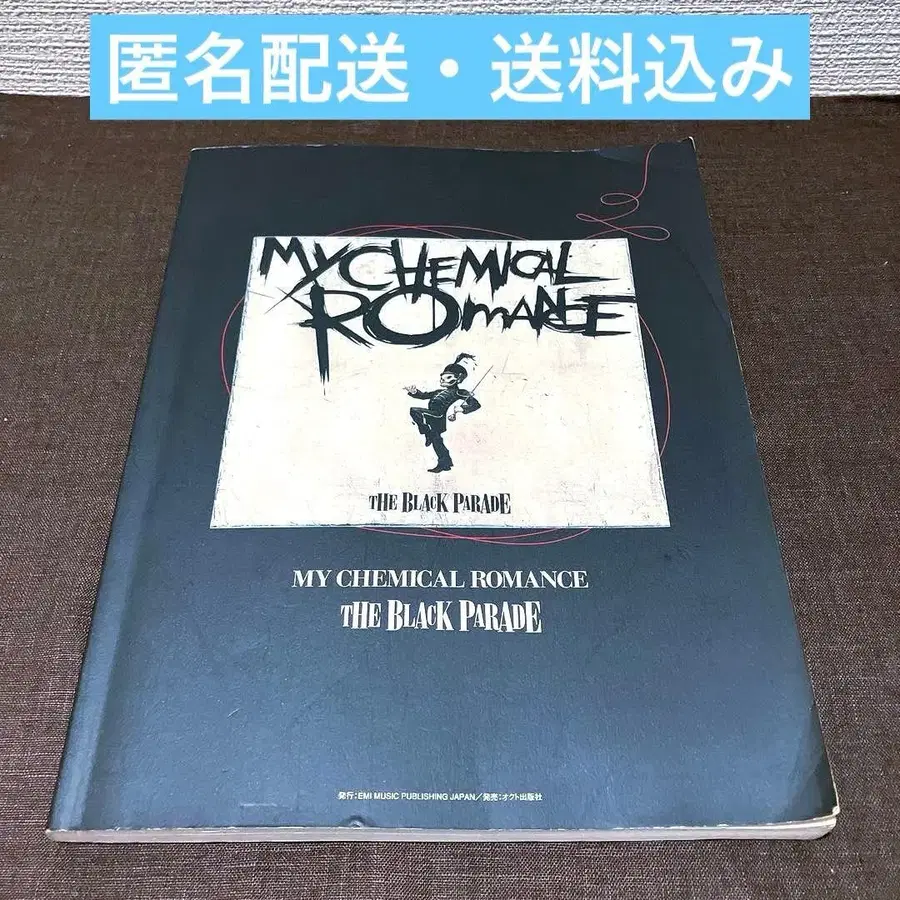 匿名配送・送料込み
MY CHEMICAL
ROMANCE
THE BLACK PARADE
MY CHEMICAL ROMANCE
THE BLACK PARADE
発行:EMI MUSIC PUBLISHING JAPAN/発売:オクト出版社